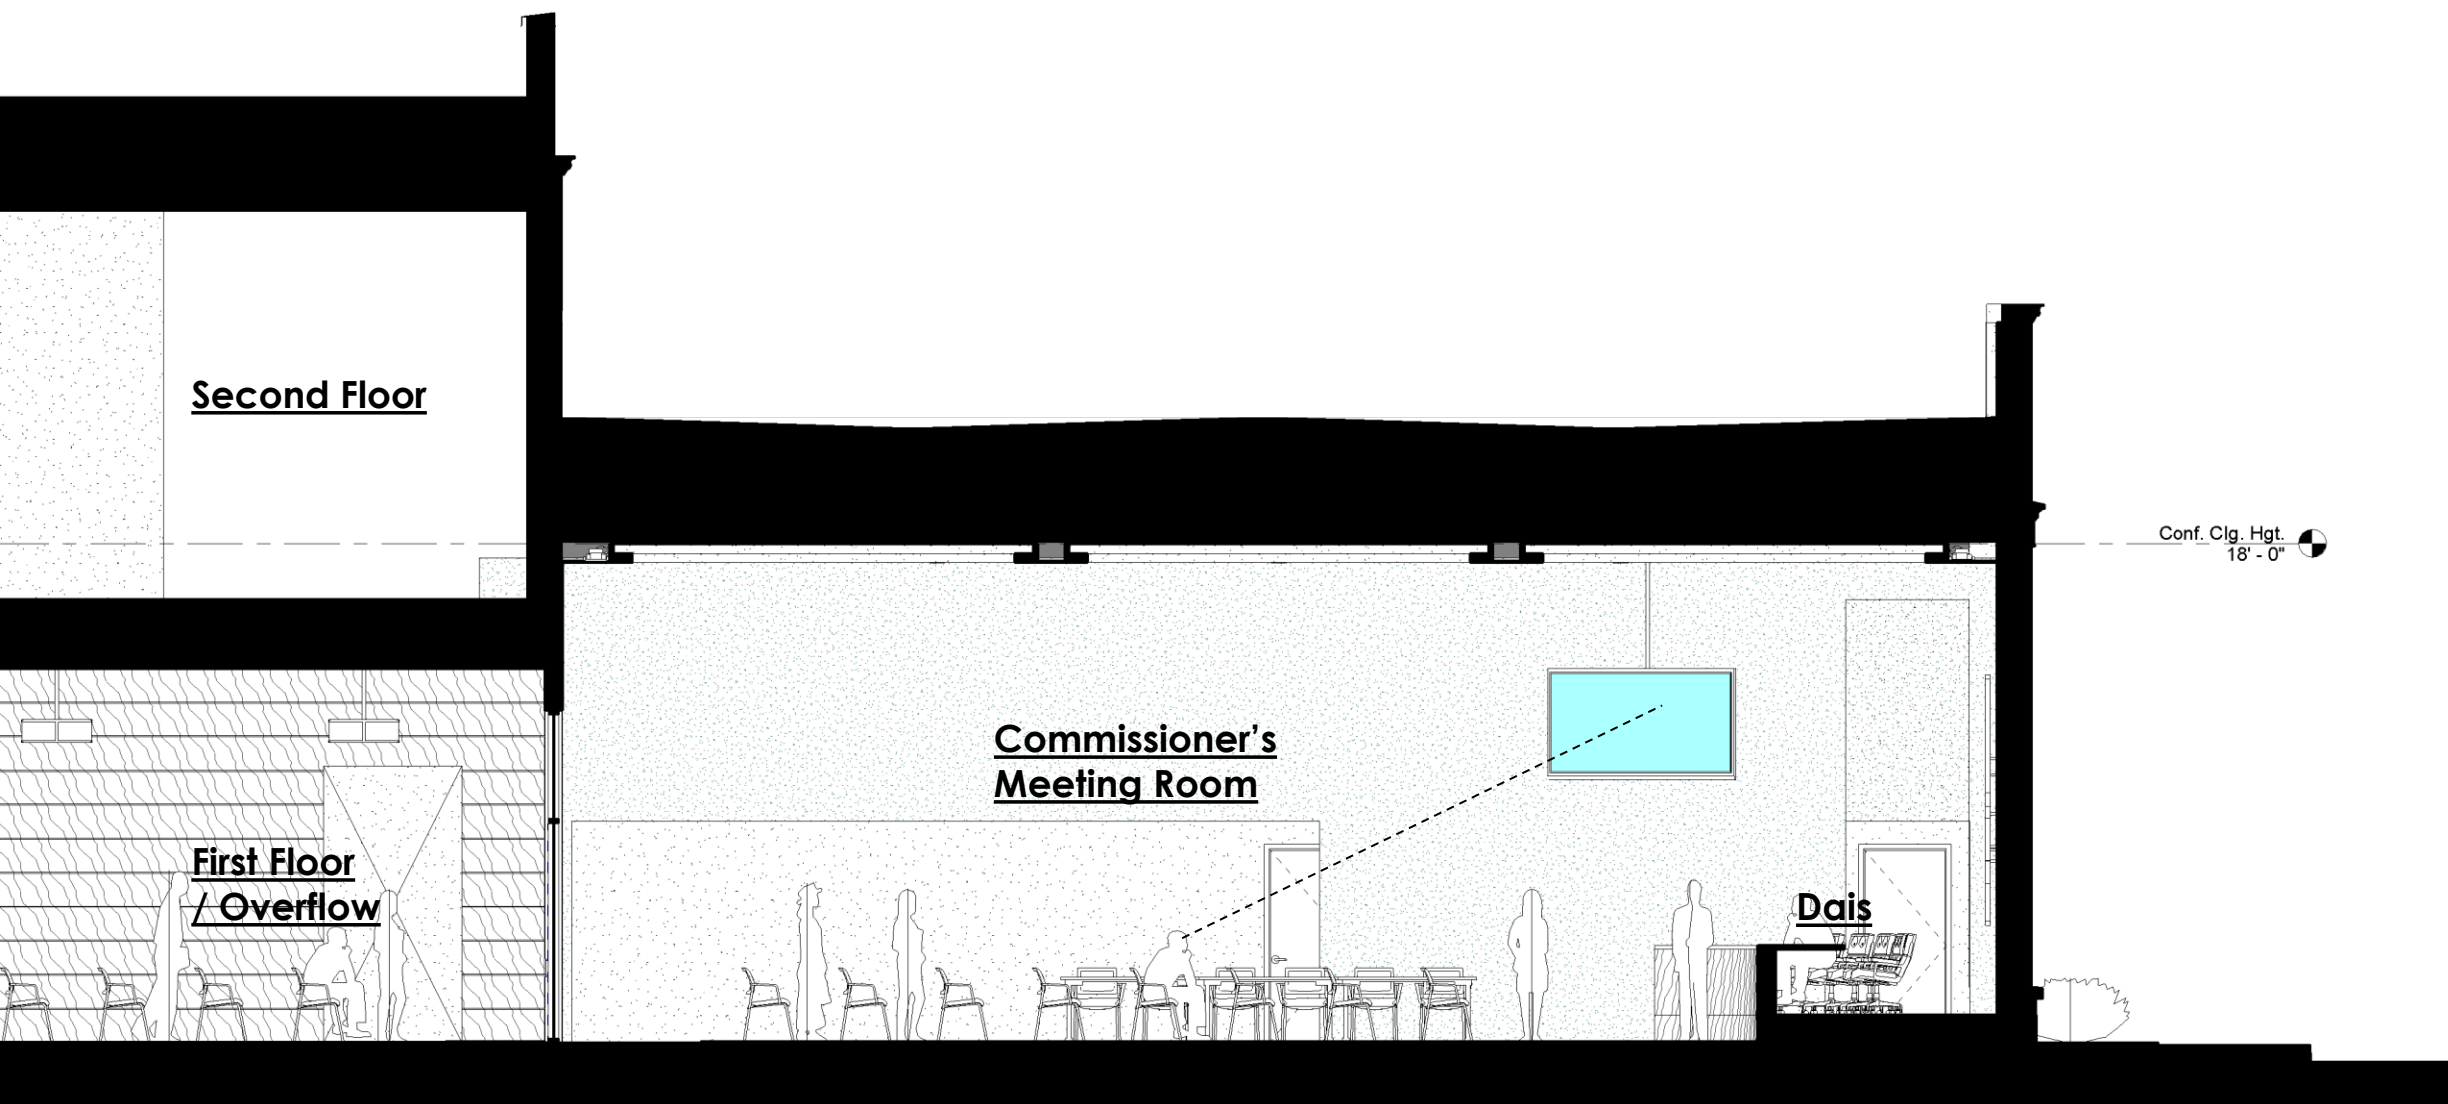 Second Floor
Conf. Clg. Hgt.
18' - 0"
Commissioner’s
Meeting Room
First Floor
/ Overflow
Dais